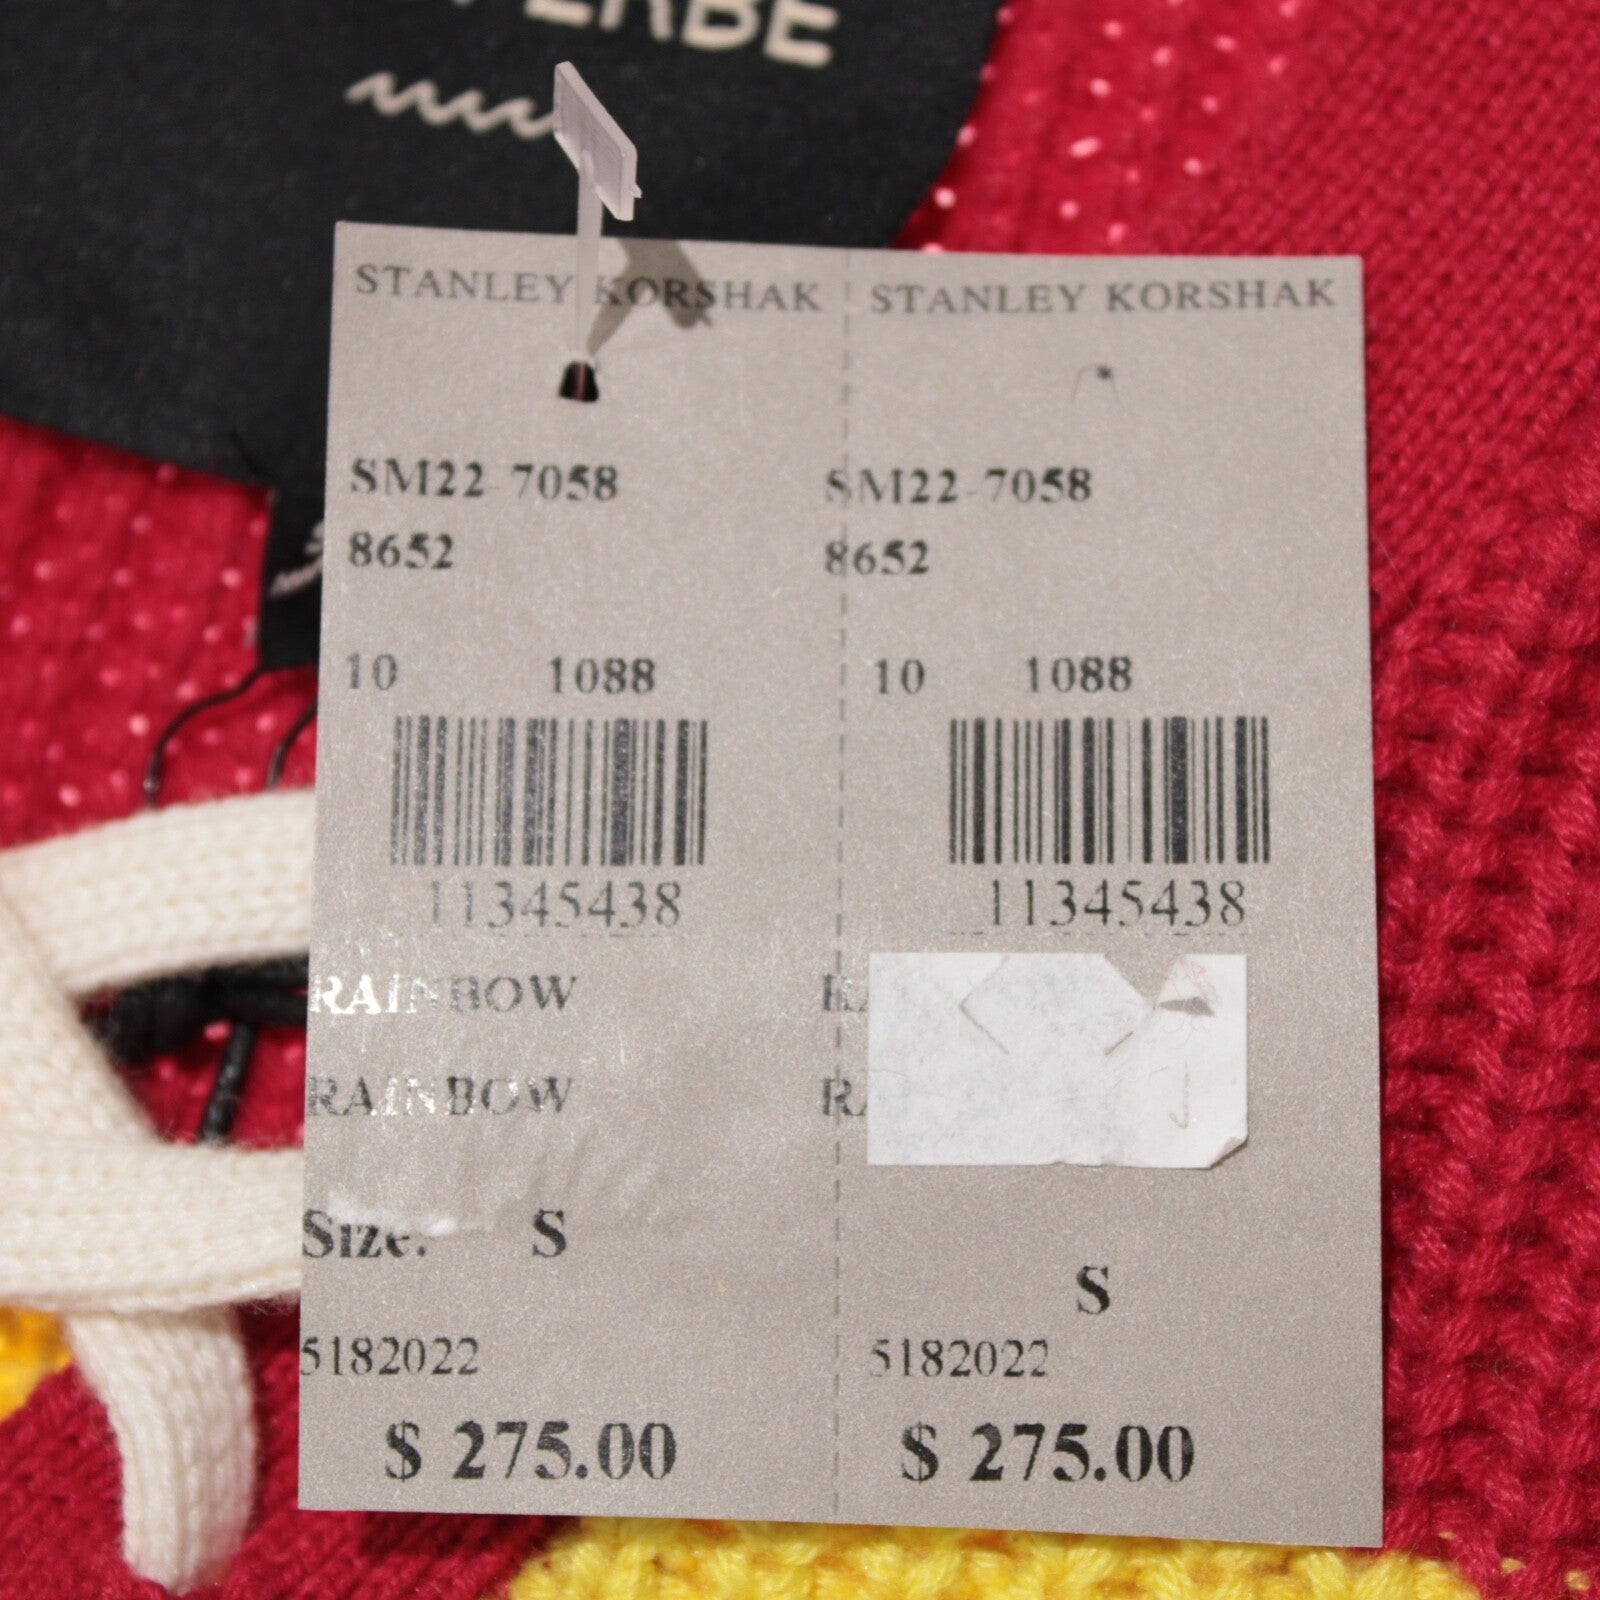 STANLEY KORSHAK STANLEY KORSHAK
SM22-7058 SM22-7058
8652 8652
10 1088 10 1088
11345438 11345438
RAINBOW
RAINBOW
Size: S
S
5182022 5182022
$ 275.00 $ 275.00